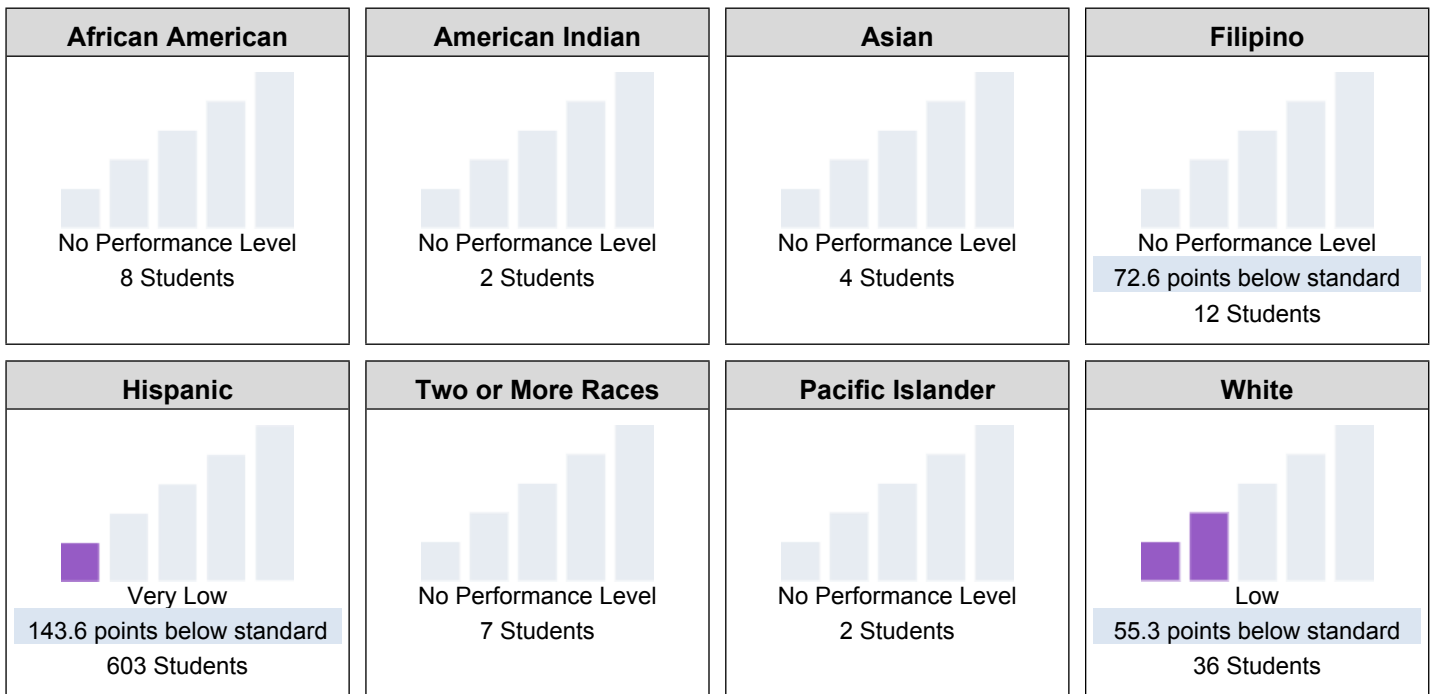 African American
No Performance Level
8 Students
American Indian
No Performance Level
2 Students
Asian
No Performance Level
4 Students
Filipino
No Performance Level
72.6 points below standard
12 Students
Hispanic
Very Low
143.6 points below standard
603 Students
Two or More Races
No Performance Level
7 Students
Pacific Islander
No Performance Level
2 Students
White
Low
55.3 points below standard
36 Students